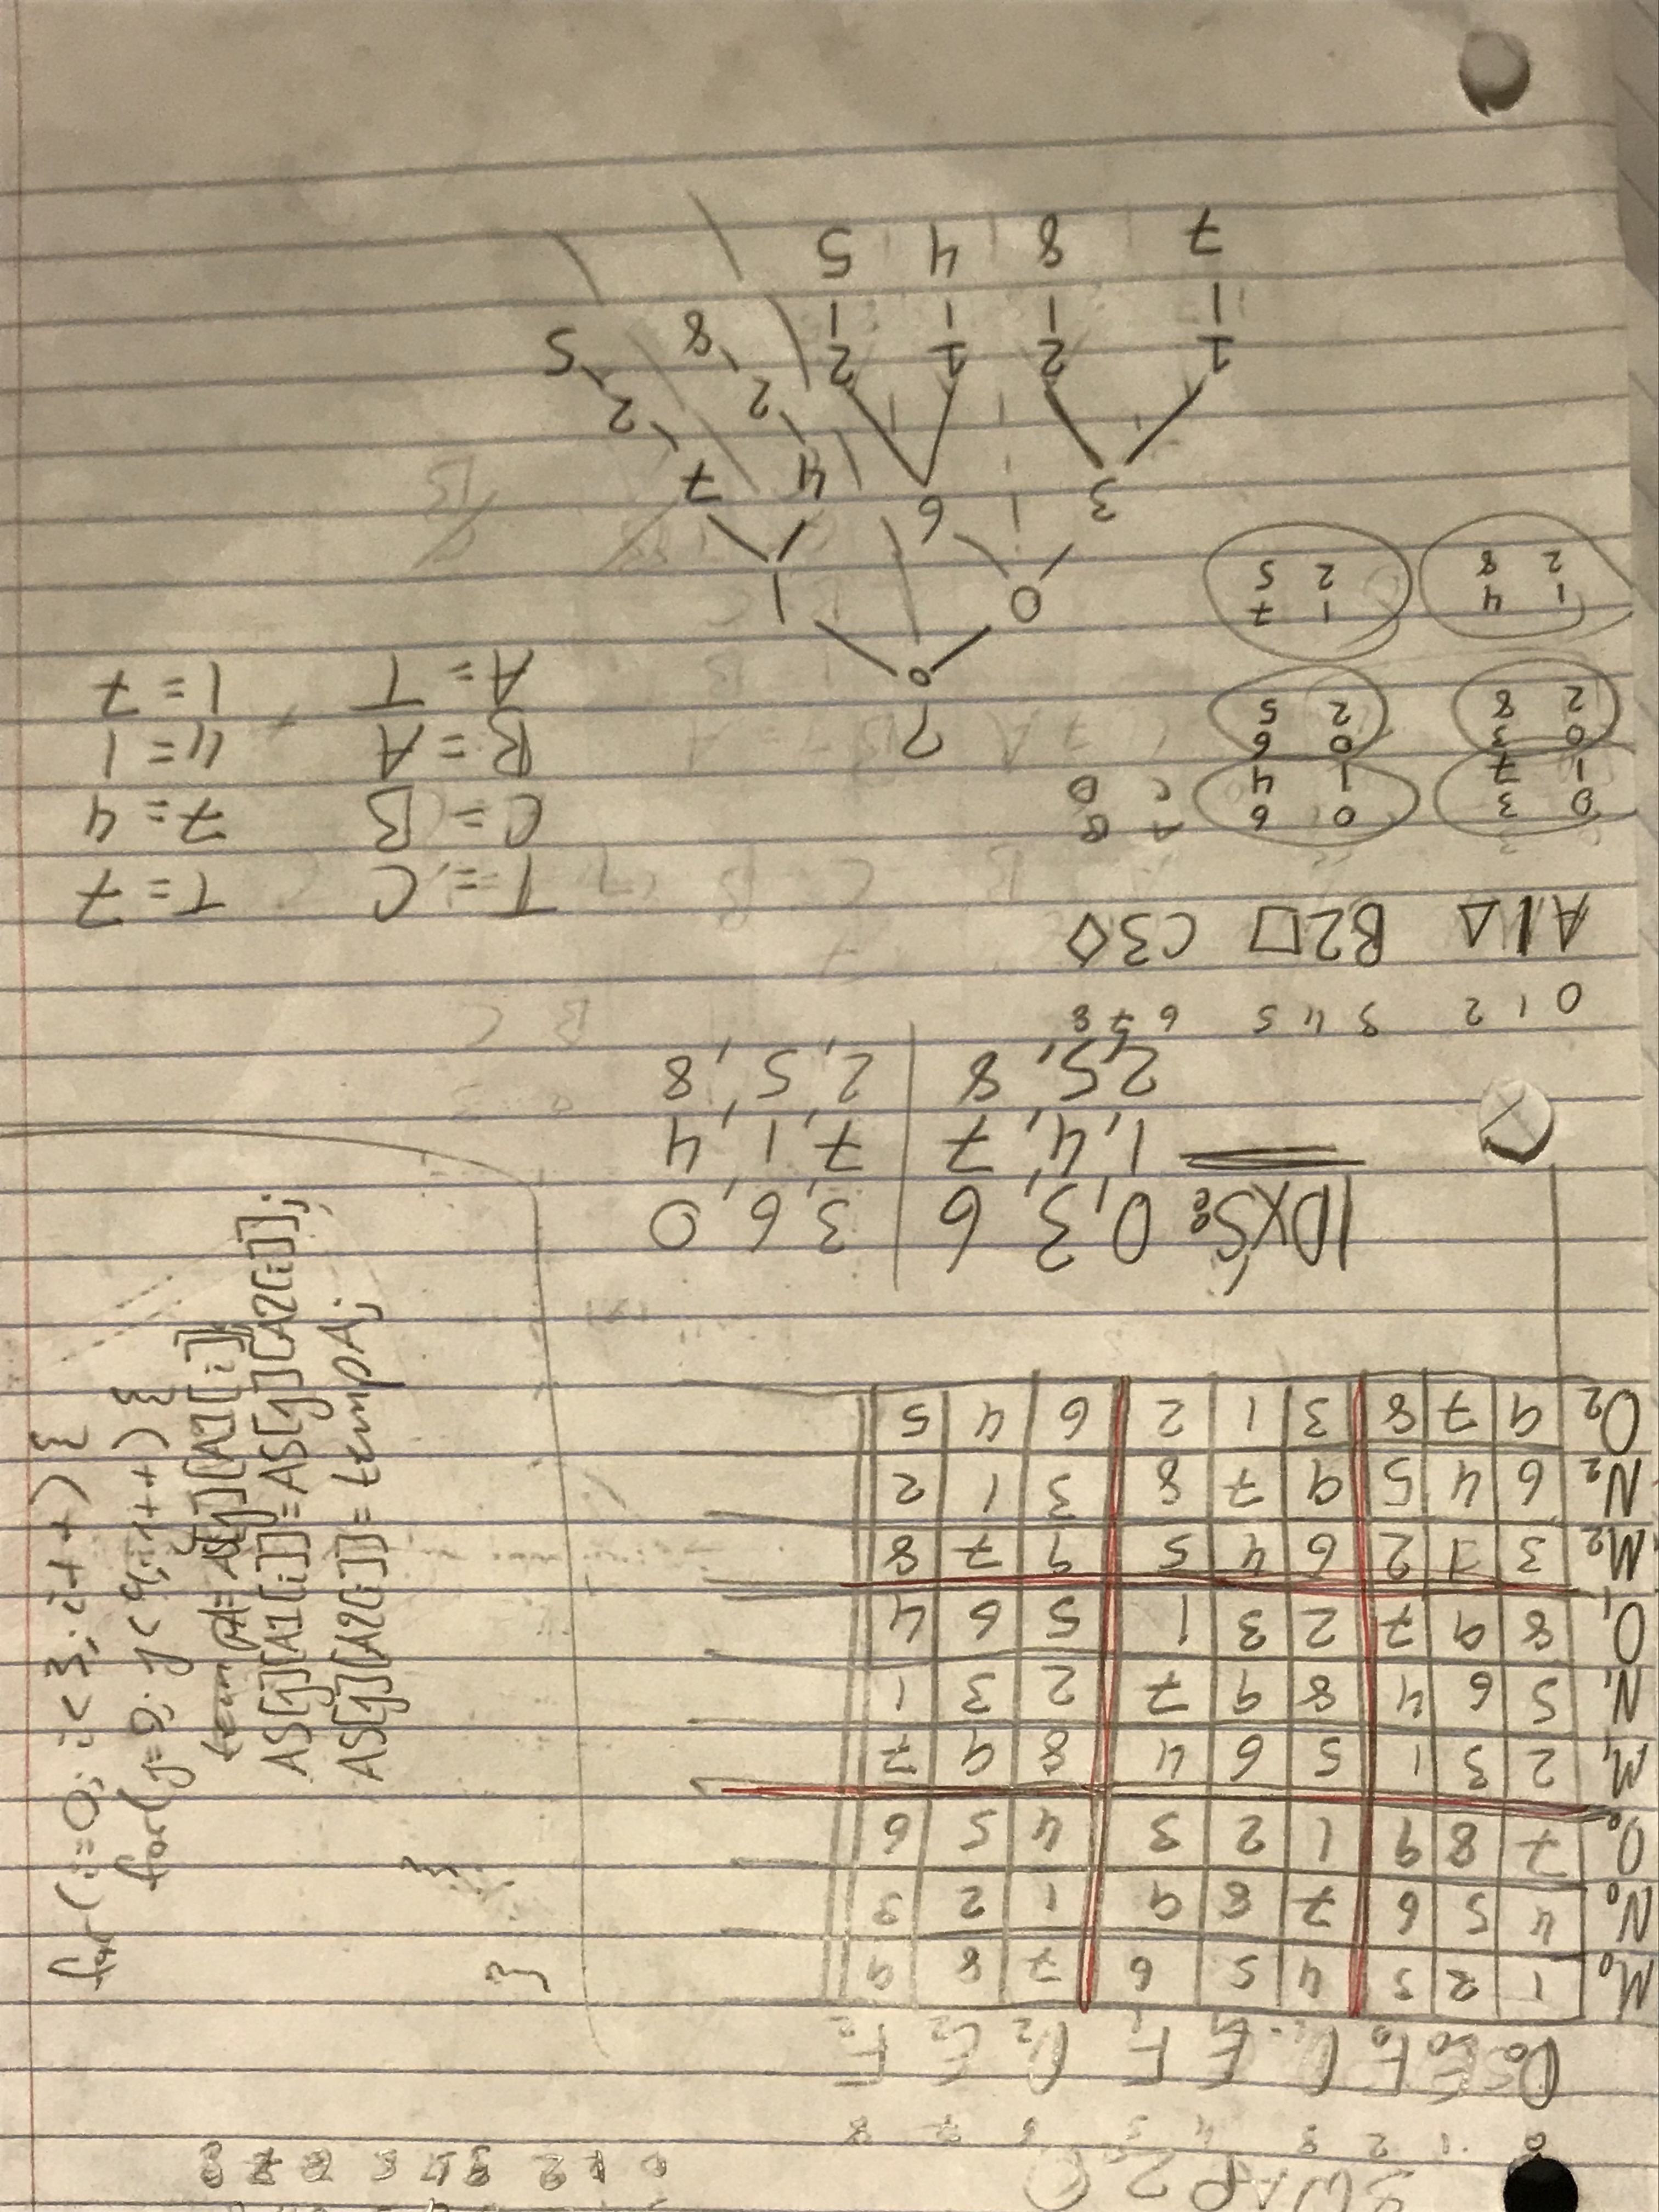 SWAP 2D
0 1 2 3 4 5 6 7 8
D0 E0 F0 D1 E1 F1 D2 E2 F2
M0 1 2 3 4 5 6 7 8 9
N0 4 5 6 7 8 9 1 2 3
O0 7 8 9 1 2 3 4 5 6
M1 2 3 1 5 6 4 8 9 7
N1 5 6 4 8 9 7 2 3 1
O1 8 9 7 2 3 1 5 6 4
M2 3 1 2 6 4 5 9 7 8
N2 6 4 5 9 7 8 3 1 2
O2 9 7 8 3 1 2 6 4 5
for(i=0; i<3; i++){
for(j=0; j<9; j++){
tempA=AS[j][A1[i]];
AS[j][A1[i]]=AS[j][A2[i]];
AS[j][A2[i]]=tempA;
}
}
IDXS: 0,3,6 | 3,6,0
1,4,7 | 7,1,4
2,5,8 | 2,5,8
0 1 2 3 4 5 6 7 8
A1△ B2□ C3◇
T=C T=7
C=B 7=4
B=A 4=1
A=T 1=7
0 3 0 6 A B
1 7 1 4 C D
0 3 0 6
2 8 2 5
1 4 1 7
2 8 2 5
?
0
0 1
3 6 4 7
1 2 1 2 2 2
7 8 4 5 8 5